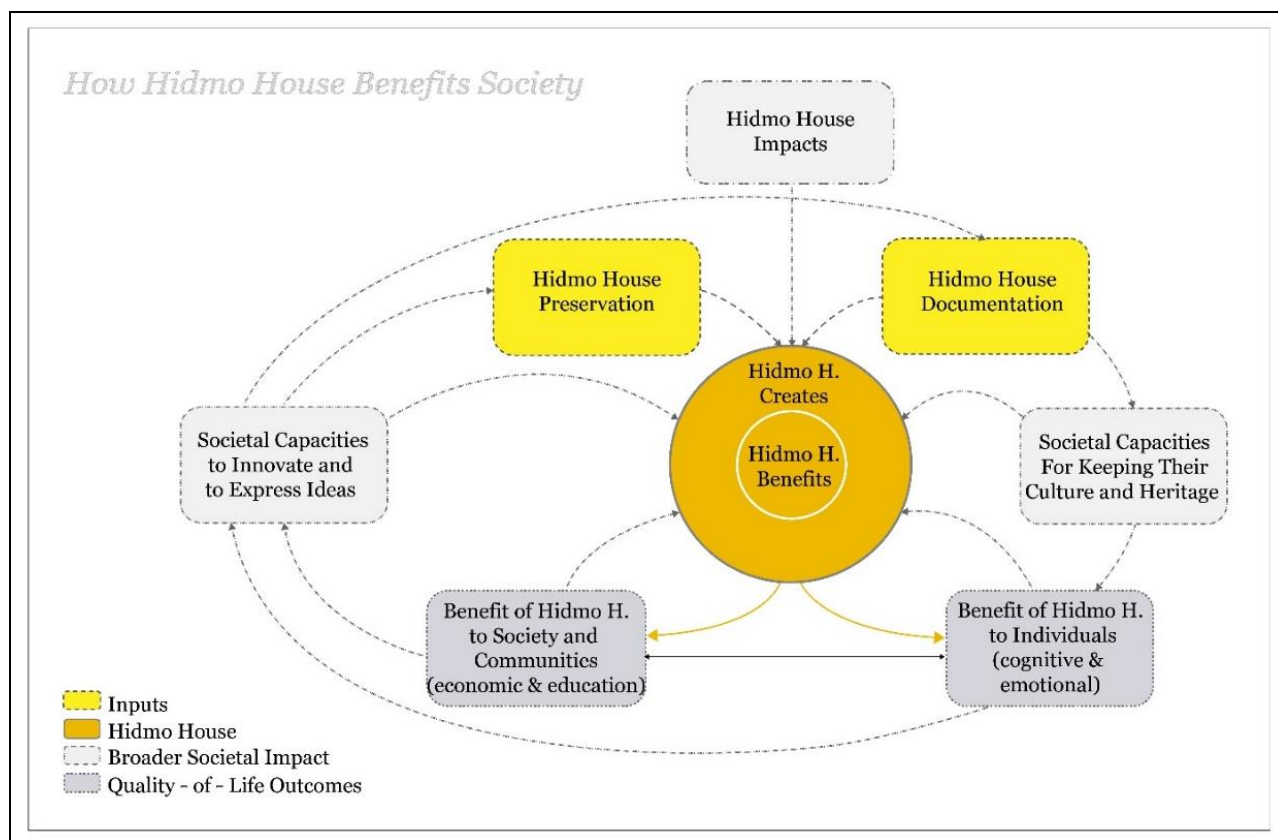 How Hidmo House Benefits Society
Hidmo House
Impacts
Hidmo House
Preservation
Hidmo House
Documentation
Hidmo H.
Creates
Hidmo H.
Benefits
Societal Capacities
to Innovate and
to Express Ideas
Societal Capacities
For Keeping Their
Culture and Heritage
Benefit of Hidmo H.
to Society and
Communities
(economic & education)
Benefit of Hidmo H.
to Individuals
(cognitive &
emotional)
Inputs
Hidmo House
Broader Societal Impact
Quality - of - Life Outcomes